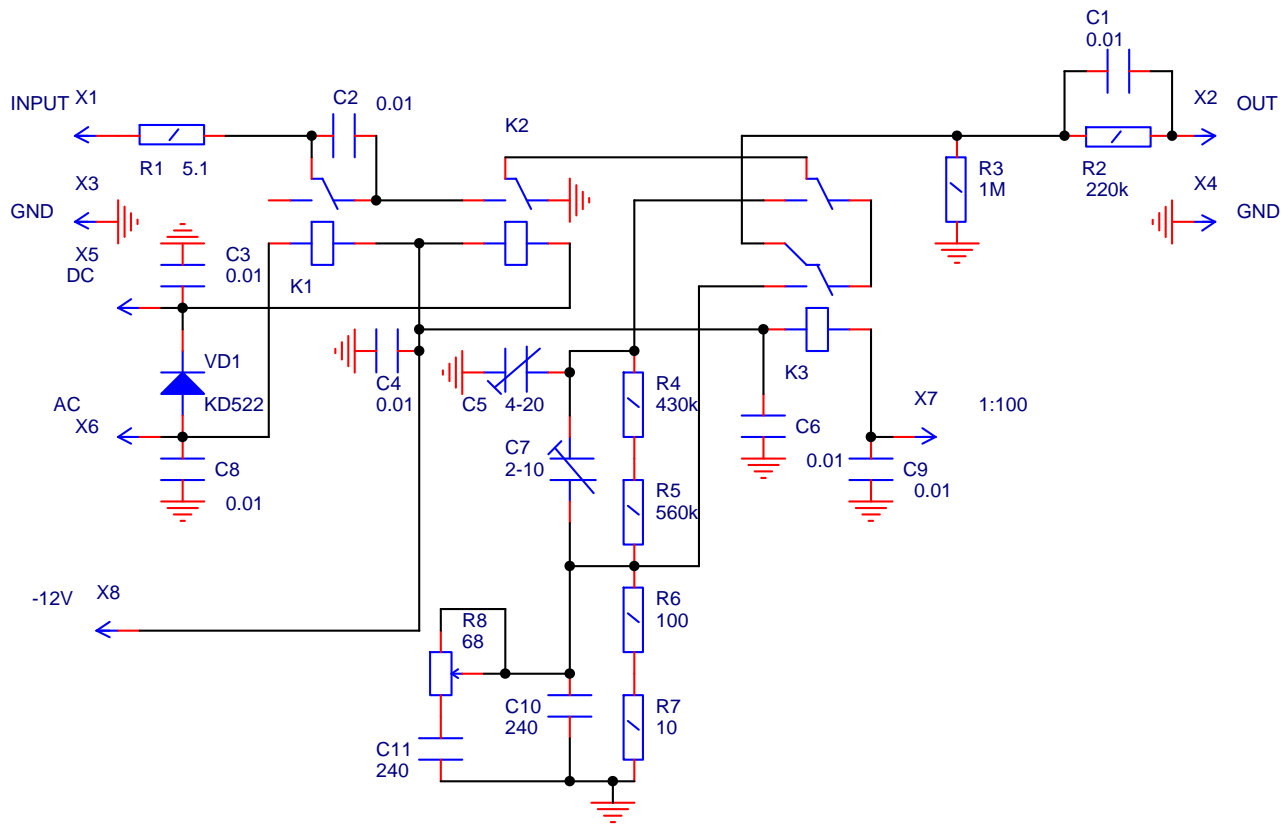 C1
0.01
INPUT X1
C2 0.01
K2
X2 OUT
R1 5.1
R3
1M
R2
220k
X3
GND
X4
GND
X5
DC
C3
0.01
K1
VD1
KD522
C4
0.01
C5 4-20
R4
430k
K3
AC
X6
X7 1:100
C7
2-10
C6
0.01
C8
0.01
C9
0.01
R5
560k
-12V X8
R8
68
R6
100
C10
240
R7
10
C11
240